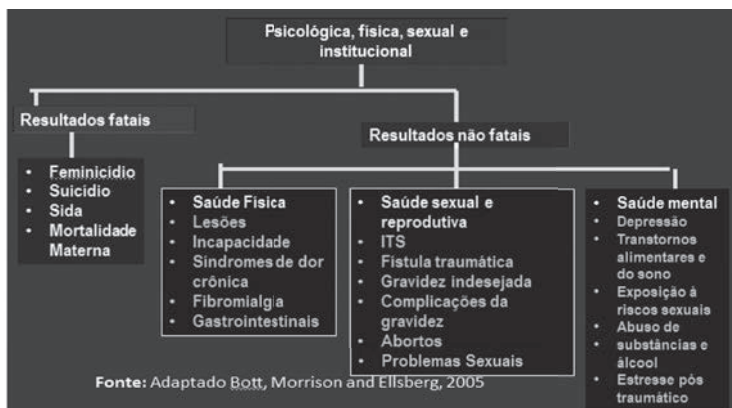 Psicológica, física, sexual e
institucional
Resultados fatais
Resultados não fatais
• Feminicídio
• Suicídio
• Sida
• Mortalidade
Materna
• Saúde Física
• Lesões
• Incapacidade
• Síndromes de dor
crônica
• Fibromialgia
• Gastrointestinais
• Saúde sexual e
reprodutiva
• ITS
• Fístula traumática
• Gravidez indesejada
• Complicações da
gravidez
• Abortos
• Problemas Sexuais
• Saúde mental
• Depressão
• Transtornos
alimentares e
do sono
• Exposição à
riscos sexuais
• Abuso de
• substâncias e
álcool
• Estresse pós
traumático
Fonte: Adaptado Bott, Morrison and Ellsberg, 2005